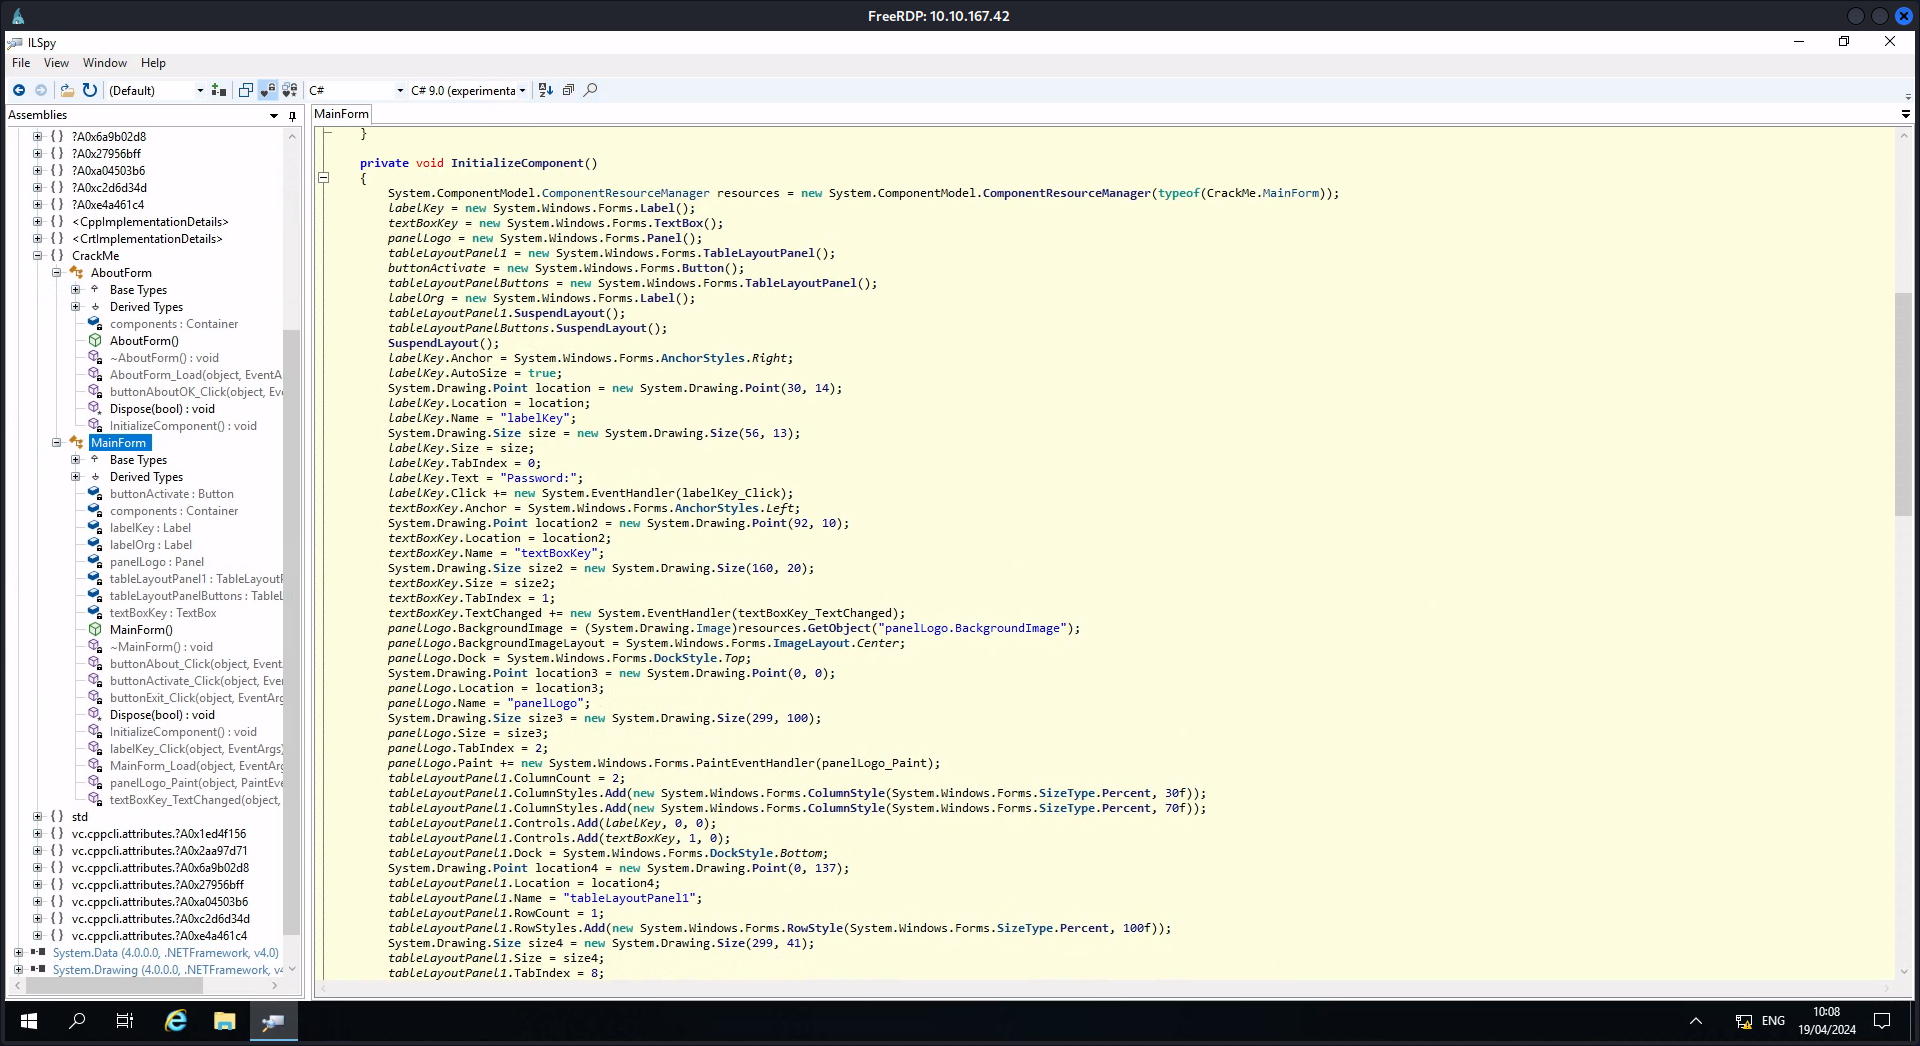 FreeRDP: 10.10.167.42
ILSpy
File View Window Help
(Default) C# C# 9.0 (experimenta
Assemblies
?A0x6a9b02d8
?A0x27956bff
?A0xa04503b6
?A0xc2d6d34d
?A0xe4a461c4
<CppImplementationDetails>
<CrtImplementationDetails>
CrackMe
AboutForm
Base Types
Derived Types
components : Container
AboutForm()
~AboutForm() : void
AboutForm_Load(object, EventA
buttonAboutOK_Click(object, Eve
Dispose(bool) : void
InitializeComponent() : void
MainForm
Base Types
Derived Types
buttonActivate : Button
components : Container
labelKey : Label
labelOrg : Label
panelLogo : Panel
tableLayoutPanel1 : TableLayoutP
tableLayoutPanelButtons : TableL
textBoxKey : TextBox
MainForm()
~MainForm() : void
buttonAbout_Click(object, Event
buttonActivate_Click(object, Eve
buttonExit_Click(object, EventArg
Dispose(bool) : void
InitializeComponent() : void
labelKey_Click(object, EventArgs)
MainForm_Load(object, EventArg
panelLogo_Paint(object, PaintEve
textBoxKey_TextChanged(object,
std
vc.cppcli.attributes.?A0x1ed4f156
vc.cppcli.attributes.?A0x2aa97d71
vc.cppcli.attributes.?A0x6a9b02d8
vc.cppcli.attributes.?A0x27956bff
vc.cppcli.attributes.?A0xa04503b6
vc.cppcli.attributes.?A0xc2d6d34d
vc.cppcli.attributes.?A0xe4a461c4
System.Data (4.0.0.0, .NETFramework, v4.0)
System.Drawing (4.0.0.0, .NETFramework, v4
MainForm
}
private void InitializeComponent()
{
System.ComponentModel.ComponentResourceManager resources = new System.ComponentModel.ComponentResourceManager(typeof(CrackMe.MainForm));
labelKey = new System.Windows.Forms.Label();
textBoxKey = new System.Windows.Forms.TextBox();
panelLogo = new System.Windows.Forms.Panel();
tableLayoutPanel1 = new System.Windows.Forms.TableLayoutPanel();
buttonActivate = new System.Windows.Forms.Button();
tableLayoutPanelButtons = new System.Windows.Forms.TableLayoutPanel();
labelOrg = new System.Windows.Forms.Label();
tableLayoutPanel1.SuspendLayout();
tableLayoutPanelButtons.SuspendLayout();
SuspendLayout();
labelKey.Anchor = System.Windows.Forms.AnchorStyles.Right;
labelKey.AutoSize = true;
System.Drawing.Point location = new System.Drawing.Point(30, 14);
labelKey.Location = location;
labelKey.Name = "labelKey";
System.Drawing.Size size = new System.Drawing.Size(56, 13);
labelKey.Size = size;
labelKey.TabIndex = 0;
labelKey.Text = "Password:";
labelKey.Click += new System.EventHandler(labelKey_Click);
textBoxKey.Anchor = System.Windows.Forms.AnchorStyles.Left;
System.Drawing.Point location2 = new System.Drawing.Point(92, 10);
textBoxKey.Location = location2;
textBoxKey.Name = "textBoxKey";
System.Drawing.Size size2 = new System.Drawing.Size(160, 20);
textBoxKey.Size = size2;
textBoxKey.TabIndex = 1;
textBoxKey.TextChanged += new System.EventHandler(textBoxKey_TextChanged);
panelLogo.BackgroundImage = (System.Drawing.Image)resources.GetObject("panelLogo.BackgroundImage");
panelLogo.BackgroundImageLayout = System.Windows.Forms.ImageLayout.Center;
panelLogo.Dock = System.Windows.Forms.DockStyle.Top;
System.Drawing.Point location3 = new System.Drawing.Point(0, 0);
panelLogo.Location = location3;
panelLogo.Name = "panelLogo";
System.Drawing.Size size3 = new System.Drawing.Size(299, 100);
panelLogo.Size = size3;
panelLogo.TabIndex = 2;
panelLogo.Paint += new System.Windows.Forms.PaintEventHandler(panelLogo_Paint);
tableLayoutPanel1.ColumnCount = 2;
tableLayoutPanel1.ColumnStyles.Add(new System.Windows.Forms.ColumnStyle(System.Windows.Forms.SizeType.Percent, 30f));
tableLayoutPanel1.ColumnStyles.Add(new System.Windows.Forms.ColumnStyle(System.Windows.Forms.SizeType.Percent, 70f));
tableLayoutPanel1.Controls.Add(labelKey, 0, 0);
tableLayoutPanel1.Controls.Add(textBoxKey, 1, 0);
tableLayoutPanel1.Dock = System.Windows.Forms.DockStyle.Bottom;
System.Drawing.Point location4 = new System.Drawing.Point(0, 137);
tableLayoutPanel1.Location = location4;
tableLayoutPanel1.Name = "tableLayoutPanel1";
tableLayoutPanel1.RowCount = 1;
tableLayoutPanel1.RowStyles.Add(new System.Windows.Forms.RowStyle(System.Windows.Forms.SizeType.Percent, 100f));
System.Drawing.Size size4 = new System.Drawing.Size(299, 41);
tableLayoutPanel1.Size = size4;
tableLayoutPanel1.TabIndex = 8;
ENG
10:08
19/04/2024